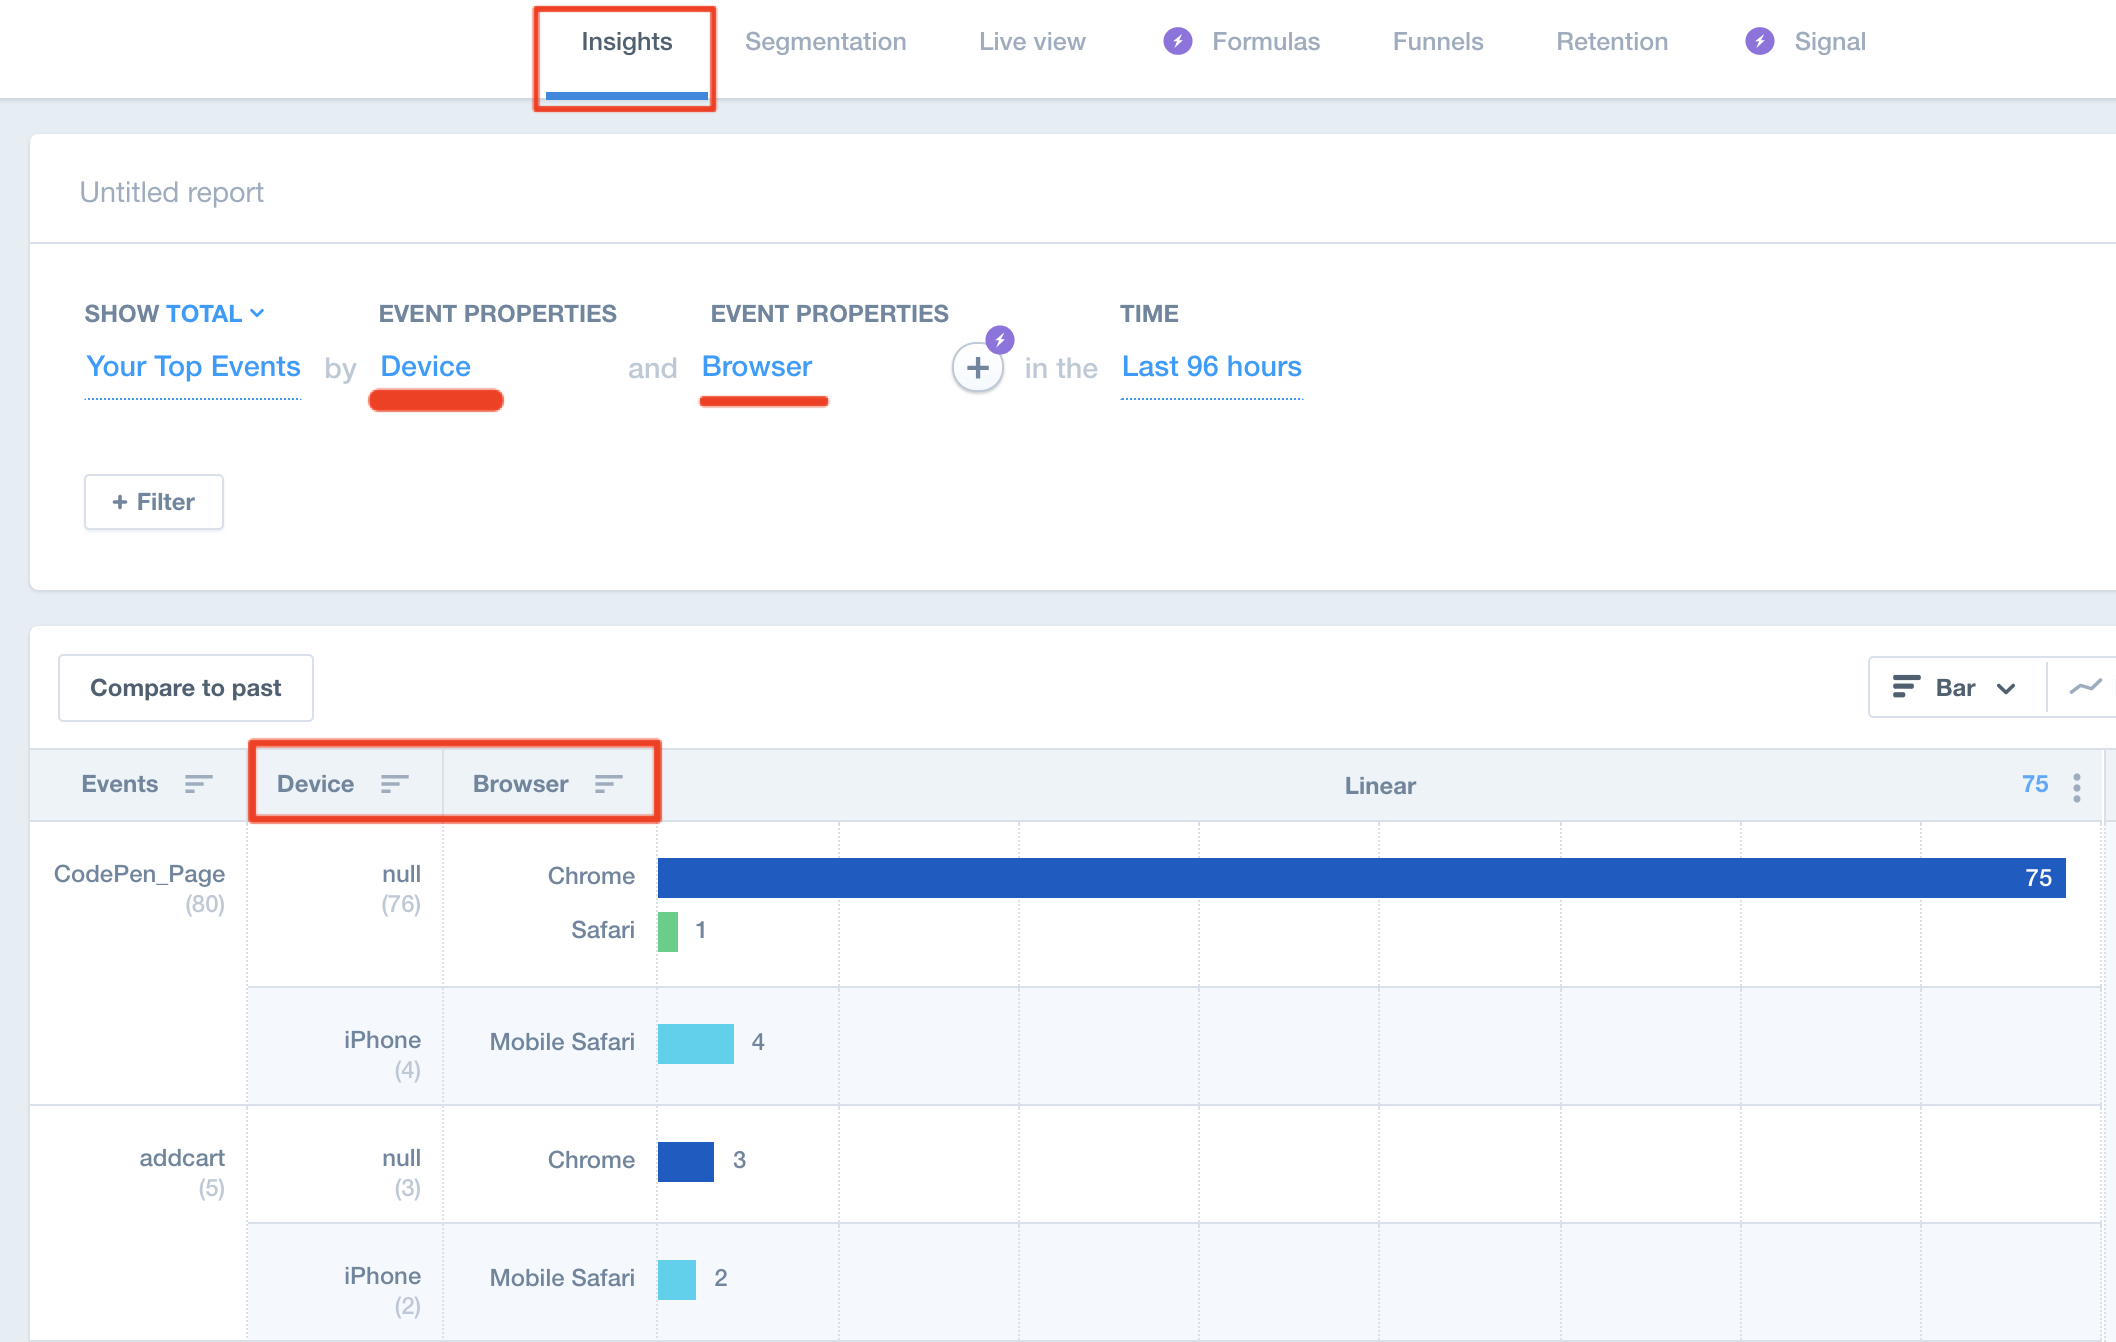 Insights Segmentation Live view Formulas Funnels Retention Signal
Untitled report
SHOW TOTAL EVENT PROPERTIES EVENT PROPERTIES TIME
Your Top Events by Device and Browser + in the Last 96 hours
+ Filter
Compare to past Bar
Events Device Browser Linear 75
CodePen_Page null Chrome 75
(80) (76)
Safari 1
iPhone Mobile Safari 4
(4)
addcart null Chrome 3
(5) (3)
iPhone Mobile Safari 2
(2)